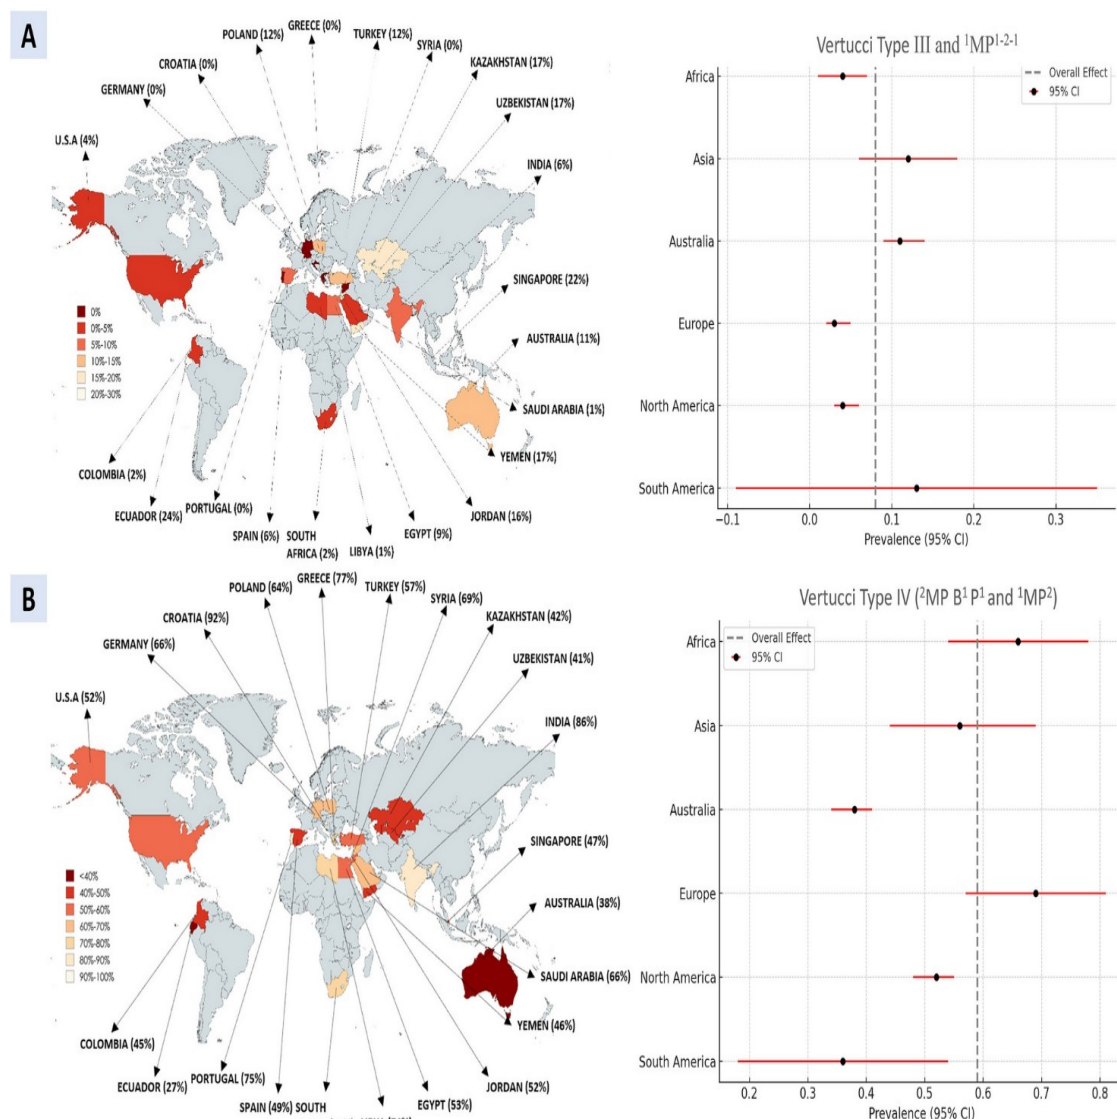 A
GREECE (0%)
POLAND (12%)
TURKEY (12%)
CROATIA (0%)
SYRIA (0%)
KAZAKHSTAN (17%)
GERMANY (0%)
UZBEKISTAN (17%)
U.S.A (4%)
INDIA (6%)
SINGAPORE (22%)
AUSTRALIA (11%)
SAUDI ARABIA (1%)
YEMEN (17%)
0%
0%-5%
5%-10%
10%-15%
15%-20%
20%-30%
COLOMBIA (2%)
ECUADOR (24%)
PORTUGAL (0%)
SPAIN (6%)
SOUTH
AFRICA (2%)
LIBYA (1%)
EGYPT (9%)
JORDAN (16%)
Vertucci Type III and ¹MP¹⁻²⁻¹
Overall Effect
95% CI
Africa
Asia
Australia
Europe
North America
South America
−0.1 0.0 0.1 0.2 0.3
Prevalence (95% CI)
B
GREECE (77%)
POLAND (64%)
TURKEY (57%)
CROATIA (92%)
SYRIA (69%)
KAZAKHSTAN (42%)
GERMANY (66%)
UZBEKISTAN (41%)
U.S.A (52%)
INDIA (86%)
SINGAPORE (47%)
AUSTRALIA (38%)
SAUDI ARABIA (66%)
YEMEN (46%)
<40%
40%-50%
50%-60%
60%-70%
70%-80%
80%-90%
90%-100%
COLOMBIA (45%)
ECUADOR (27%)
PORTUGAL (75%)
SPAIN (49%)
SOUTH
EGYPT (53%)
JORDAN (52%)
Vertucci Type IV (²MP B¹ P¹ and ¹MP²)
Overall Effect
95% CI
Africa
Asia
Australia
Europe
North America
South America
0.2 0.3 0.4 0.5 0.6 0.7 0.8
Prevalence (95% CI)